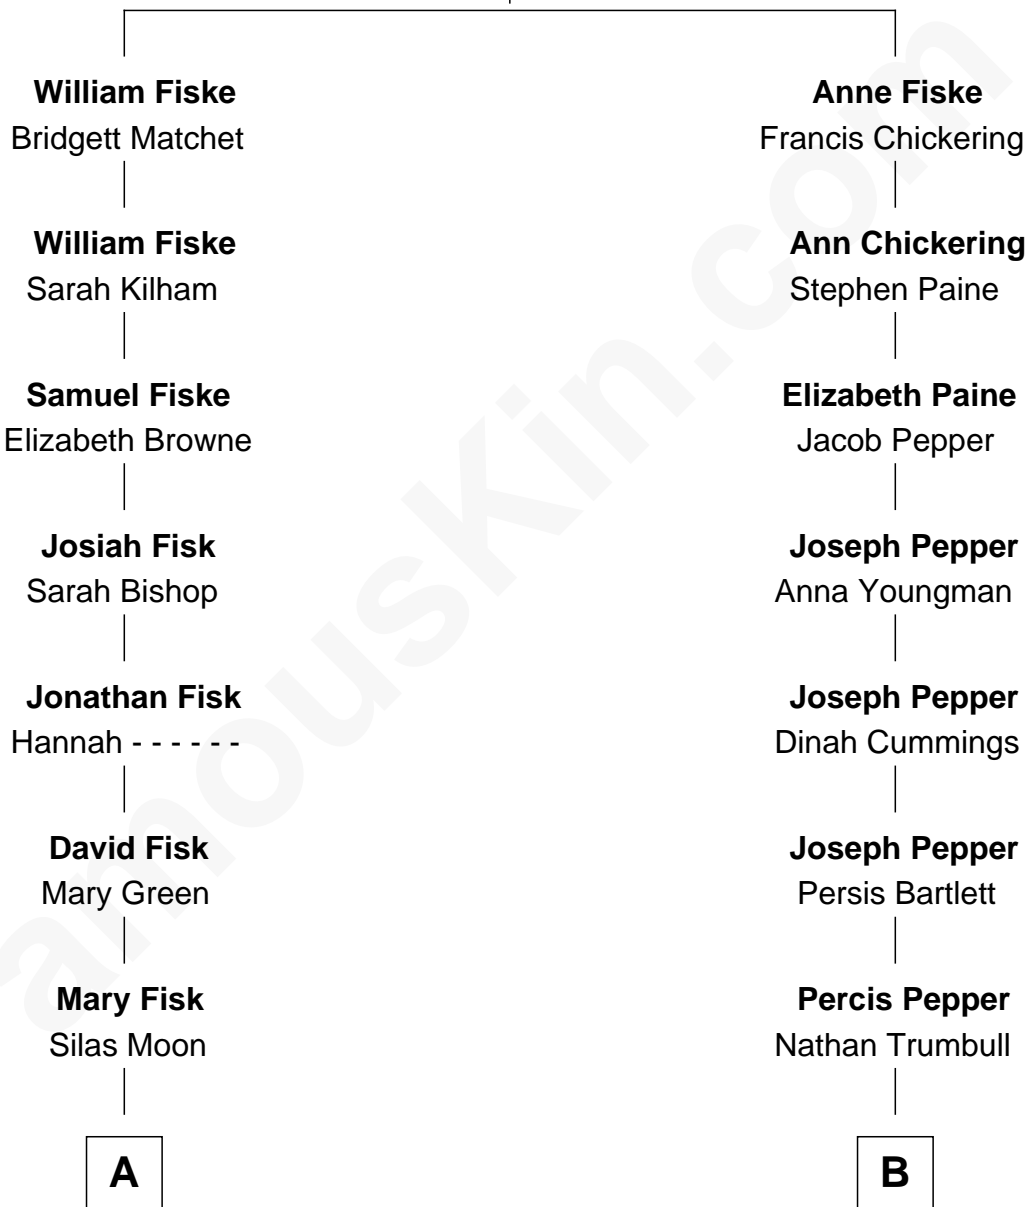 William Fiske
Bridgett Matchet
William Fiske
Sarah Kilham
Samuel Fiske
Elizabeth Browne
Josiah Fisk
Sarah Bishop
Jonathan Fisk
Hannah - - - - - -
David Fisk
Mary Green
Mary Fisk
Silas Moon
A
Anne Fiske
Francis Chickering
Ann Chickering
Stephen Paine
Elizabeth Paine
Jacob Pepper
Joseph Pepper
Anna Youngman
Joseph Pepper
Dinah Cummings
Joseph Pepper
Persis Bartlett
Percis Pepper
Nathan Trumbull
B
amousKin.com